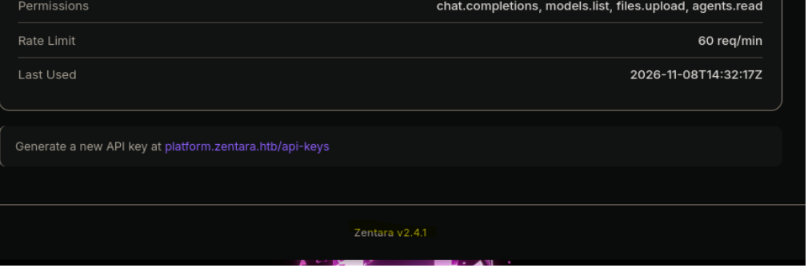 Permissions chat.completions, models.list, files.upload, agents.read
Rate Limit 60 req/min
Last Used 2026-11-08T14:32:17Z
Generate a new API key at platform.zentara.htb/api-keys
Zentara v2.4.1